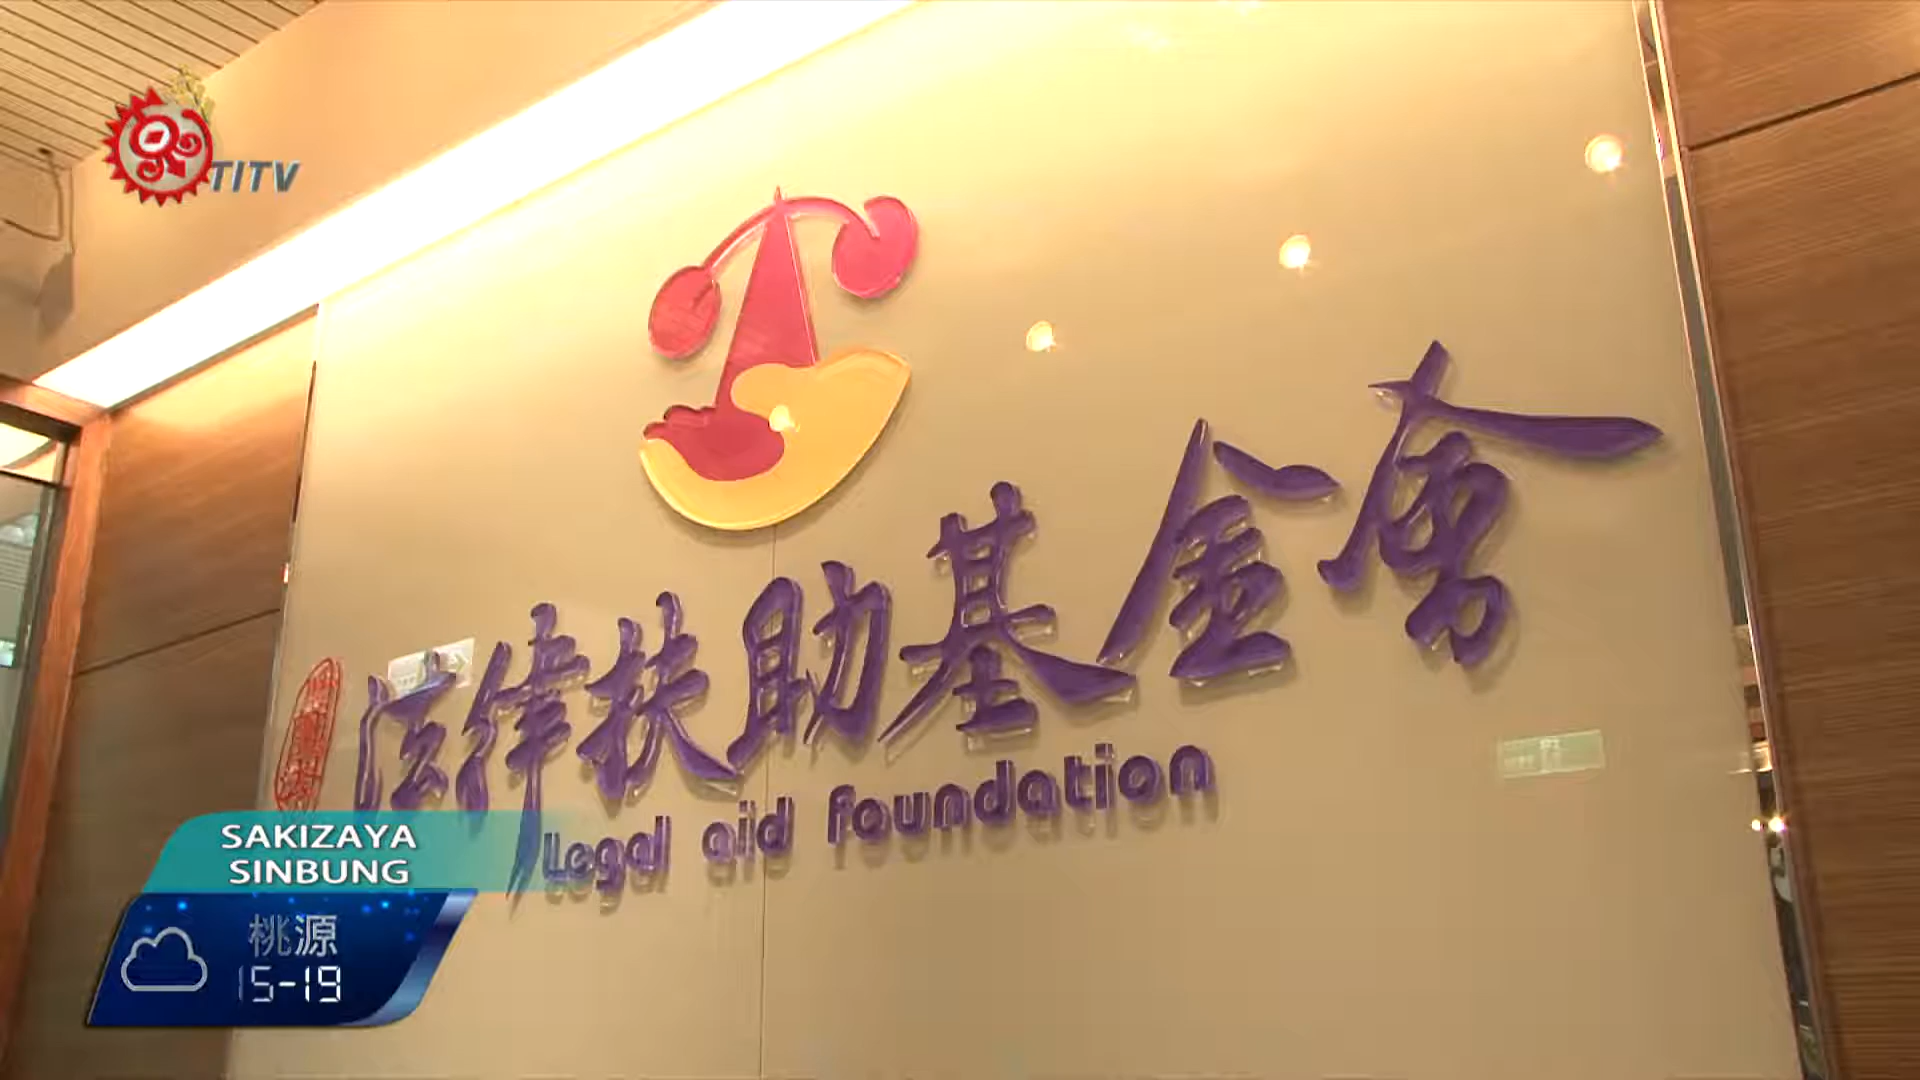 TITV
法律扶助基金會
Legal aid foundation
SAKIZAYA
SINBUNG
桃源
15-19